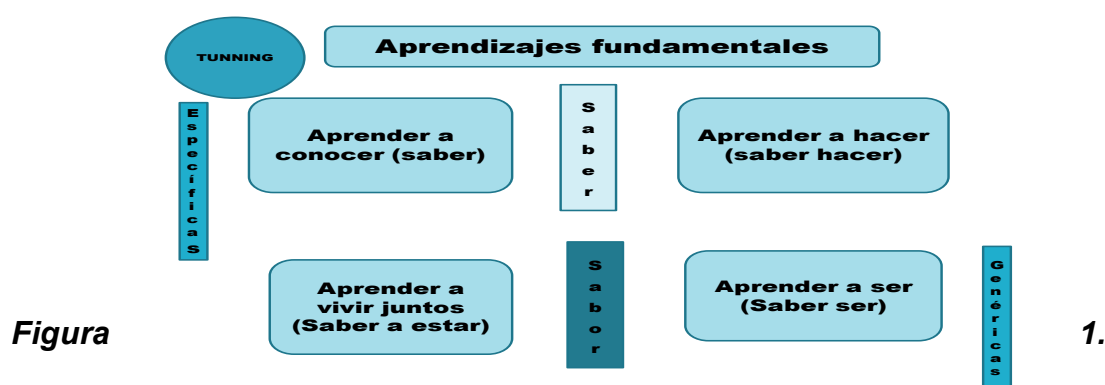 TUNNING
Aprendizajes fundamentales
EspecíficaS
Aprender a
conocer (saber)
Saber
Aprender a hacer
(saber hacer)
Aprender a
vivir juntos
(Saber a estar)
Sabor
Aprender a ser
(Saber ser)
Genéricas
Figura 1.